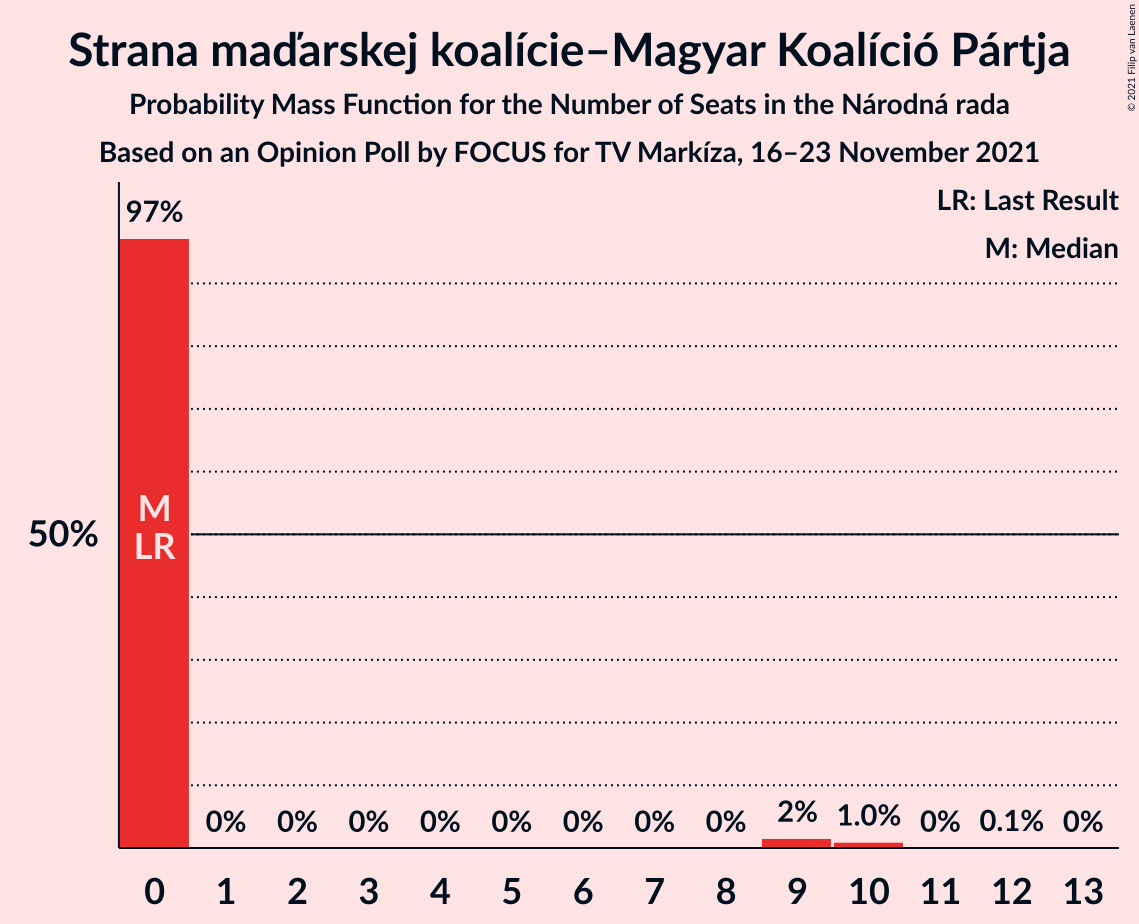 Strana maďarskej koalície–Magyar Koalíció Pártja
Probability Mass Function for the Number of Seats in the Národná rada
Based on an Opinion Poll by FOCUS for TV Markíza, 16–23 November 2021
© 2021 Filip van Laenen
LR: Last Result
M: Median
97%
M
LR
50%
0% 0% 0% 0% 0% 0% 0% 0% 2% 1.0% 0% 0.1% 0%
0 1 2 3 4 5 6 7 8 9 10 11 12 13